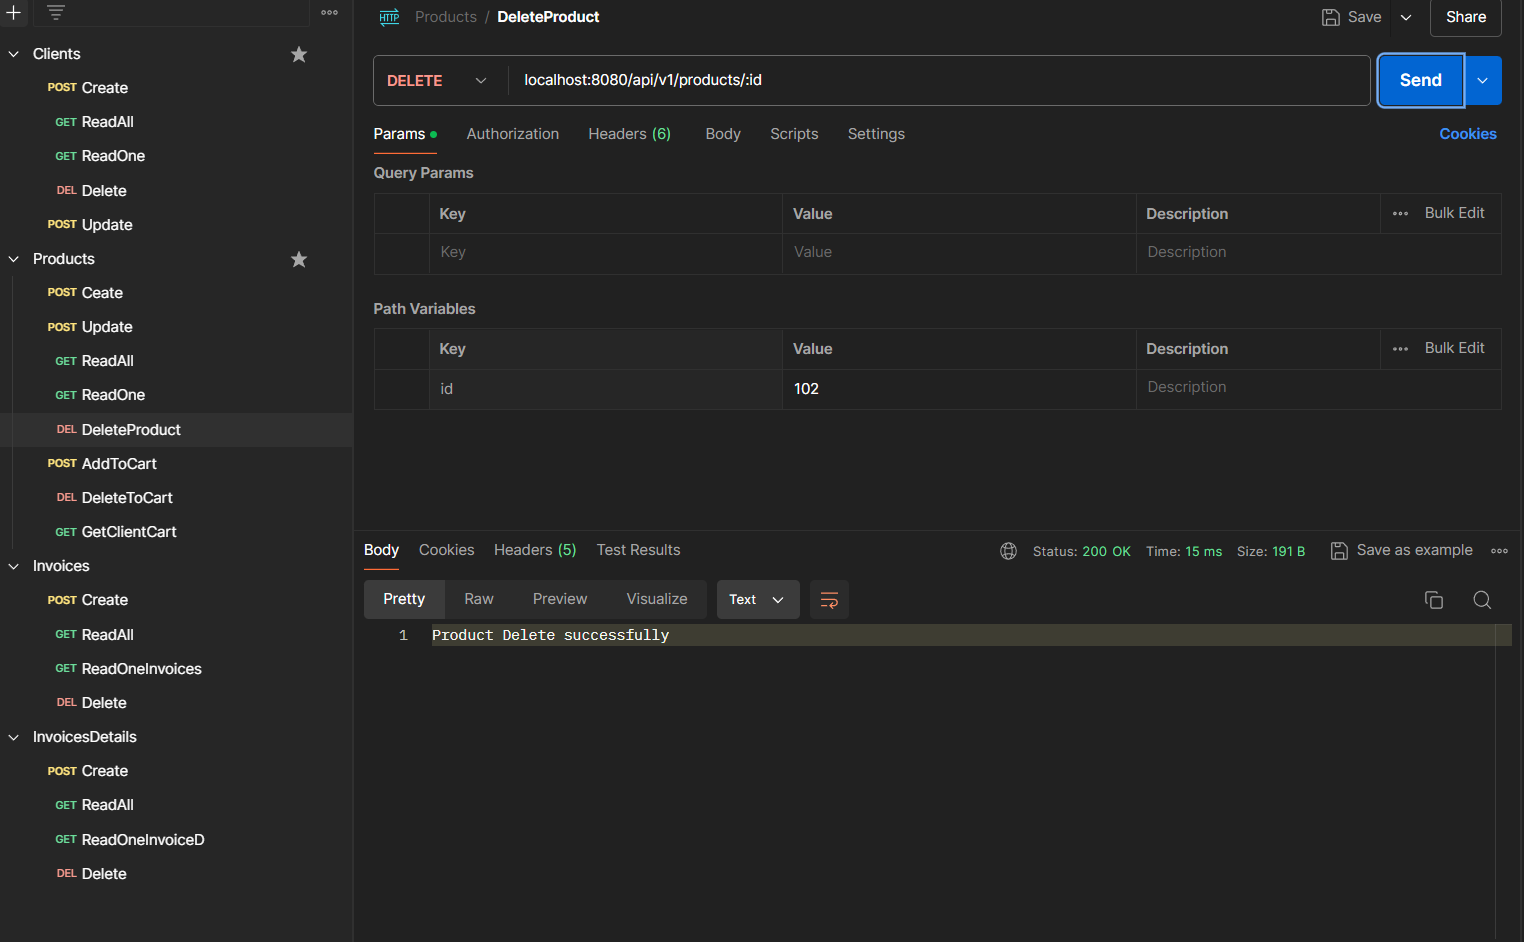 Clients
POST Create
GET ReadAll
GET ReadOne
DEL Delete
POST Update
Products
POST Ceate
POST Update
GET ReadAll
GET ReadOne
DEL DeleteProduct
POST AddToCart
DEL DeleteToCart
GET GetClientCart
Invoices
POST Create
GET ReadAll
GET ReadOneInvoices
DEL Delete
InvoicesDetails
POST Create
GET ReadAll
GET ReadOneInvoiceD
DEL Delete
HTTP Products / DeleteProduct Save Share
DELETE localhost:8080/api/v1/products/:id Send
Params Authorization Headers (6) Body Scripts Settings Cookies
Query Params
Key Value Description Bulk Edit
Key Value Description
Path Variables
Key Value Description Bulk Edit
id 102 Description
Body Cookies Headers (5) Test Results Status: 200 OK Time: 15 ms Size: 191 B Save as example
Pretty Raw Preview Visualize Text
1 Product Delete successfully